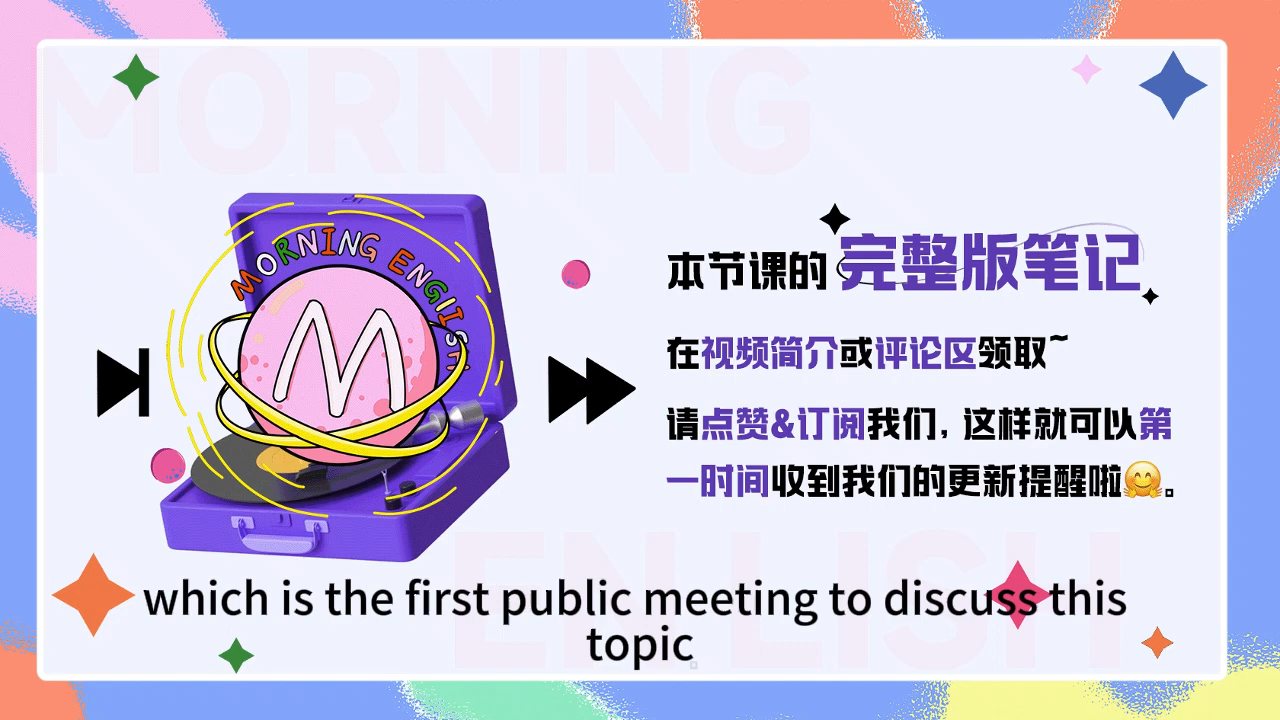 MORNING
MORNING ENGLISH
M
本节课的 完整版笔记
在视频简介或评论区领取~
请点赞&订阅我们, 这样就可以第
一时间收到我们的更新提醒啦🤗。
EN LISH
which is the first public meeting to discuss this
topic